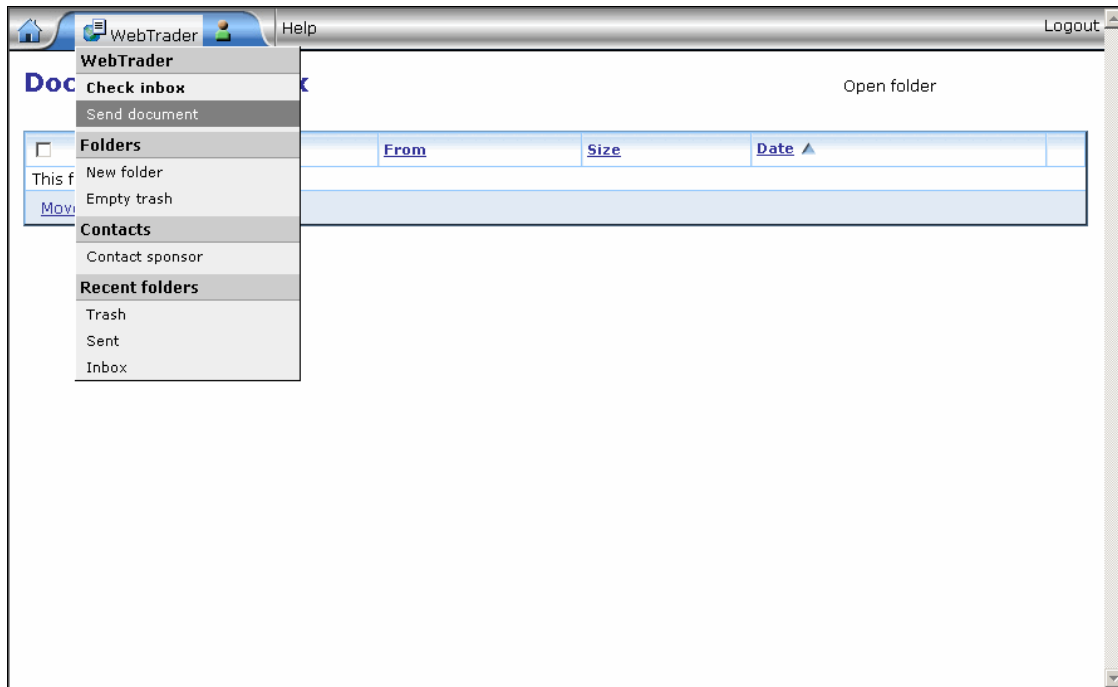 WebTrader Help Logout
WebTrader
Doc x Open folder
Check inbox
Send document
Folders
From Size Date
New folder
This f
Empty trash
Mov
Contacts
Contact sponsor
Recent folders
Trash
Sent
Inbox